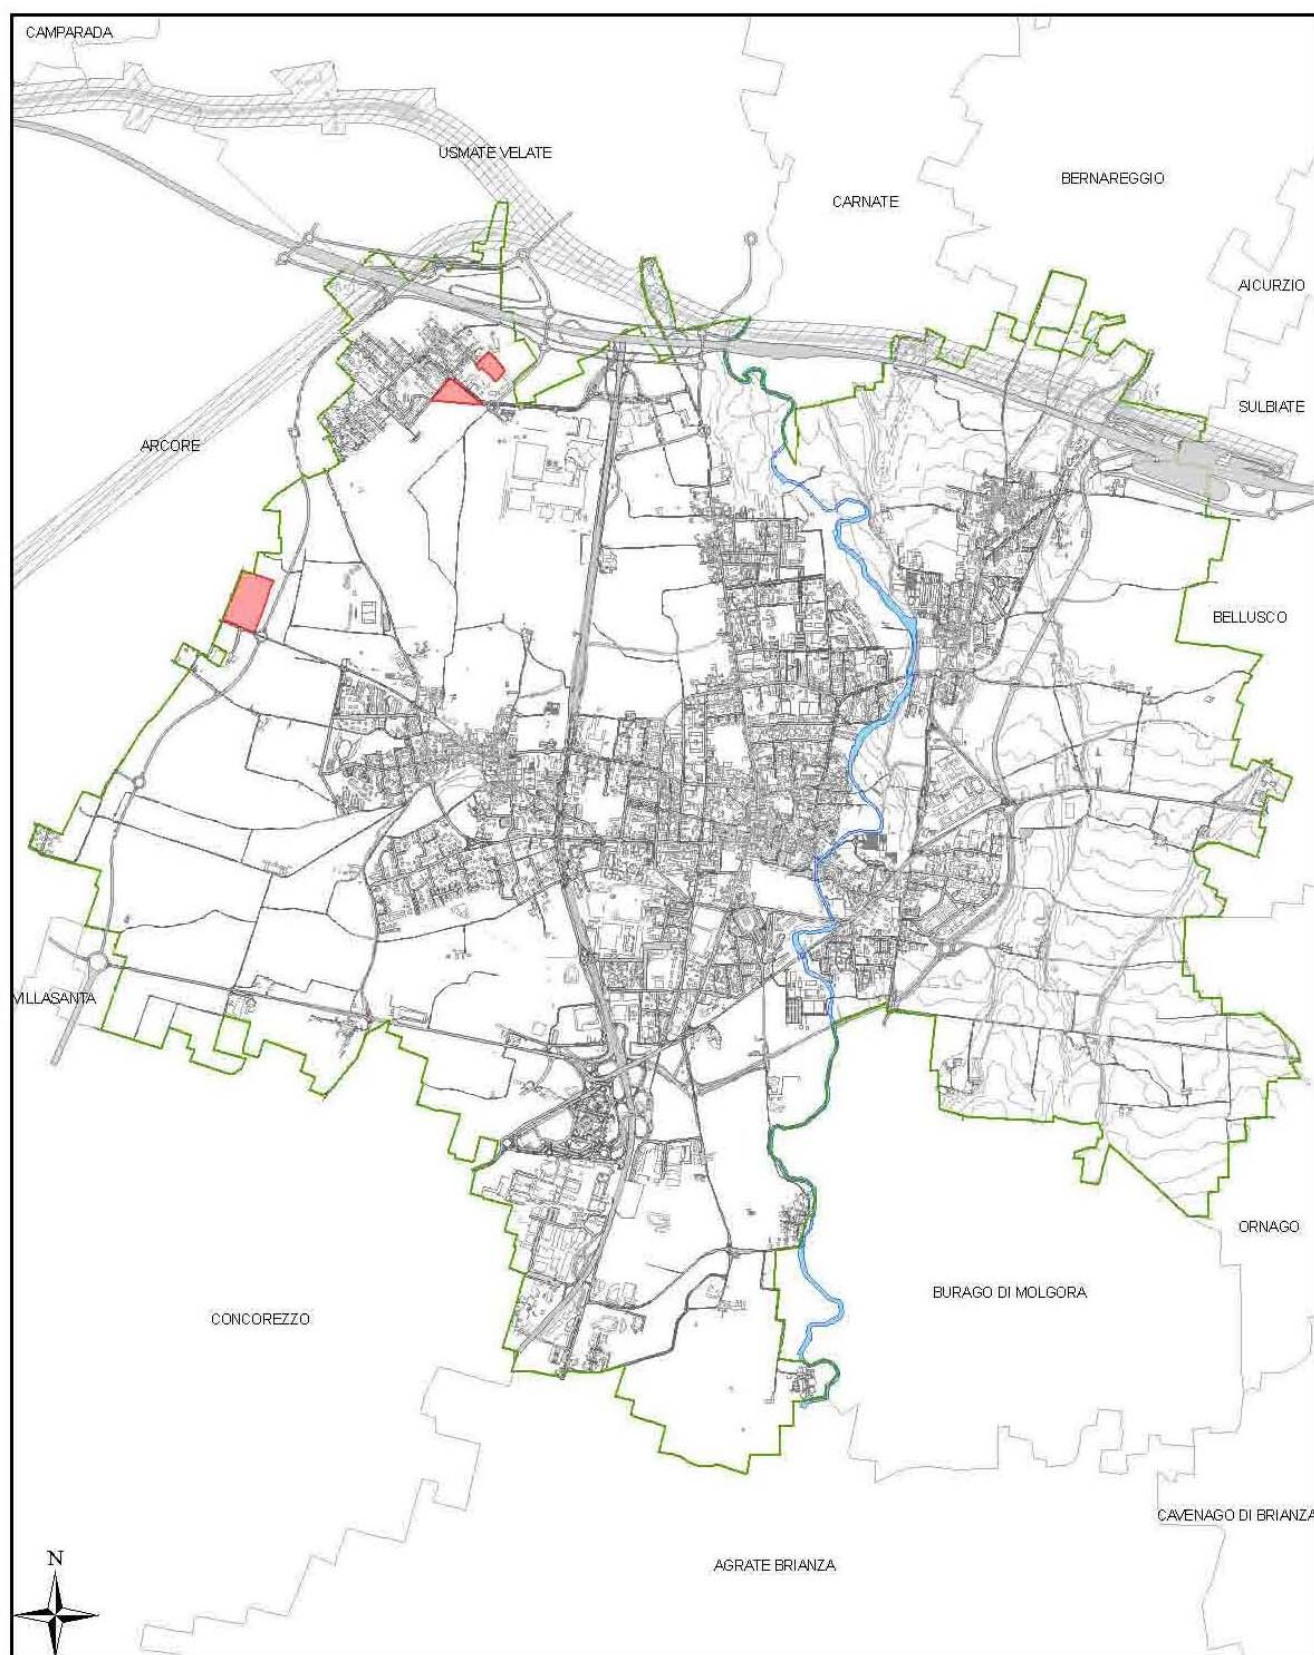 CAMPARADA
USMATE VELATE
CARNATE
BERNAREGGIO
AICURZIO
SULBIATE
ARCORE
BELLUSCO
VILLASANTA
ORNAGO
BURAGO DI MOLGORA
CONCOREZZO
CAVENAGO DI BRIANZA
AGRATE BRIANZA
N